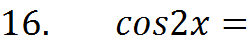 16. cos2x =